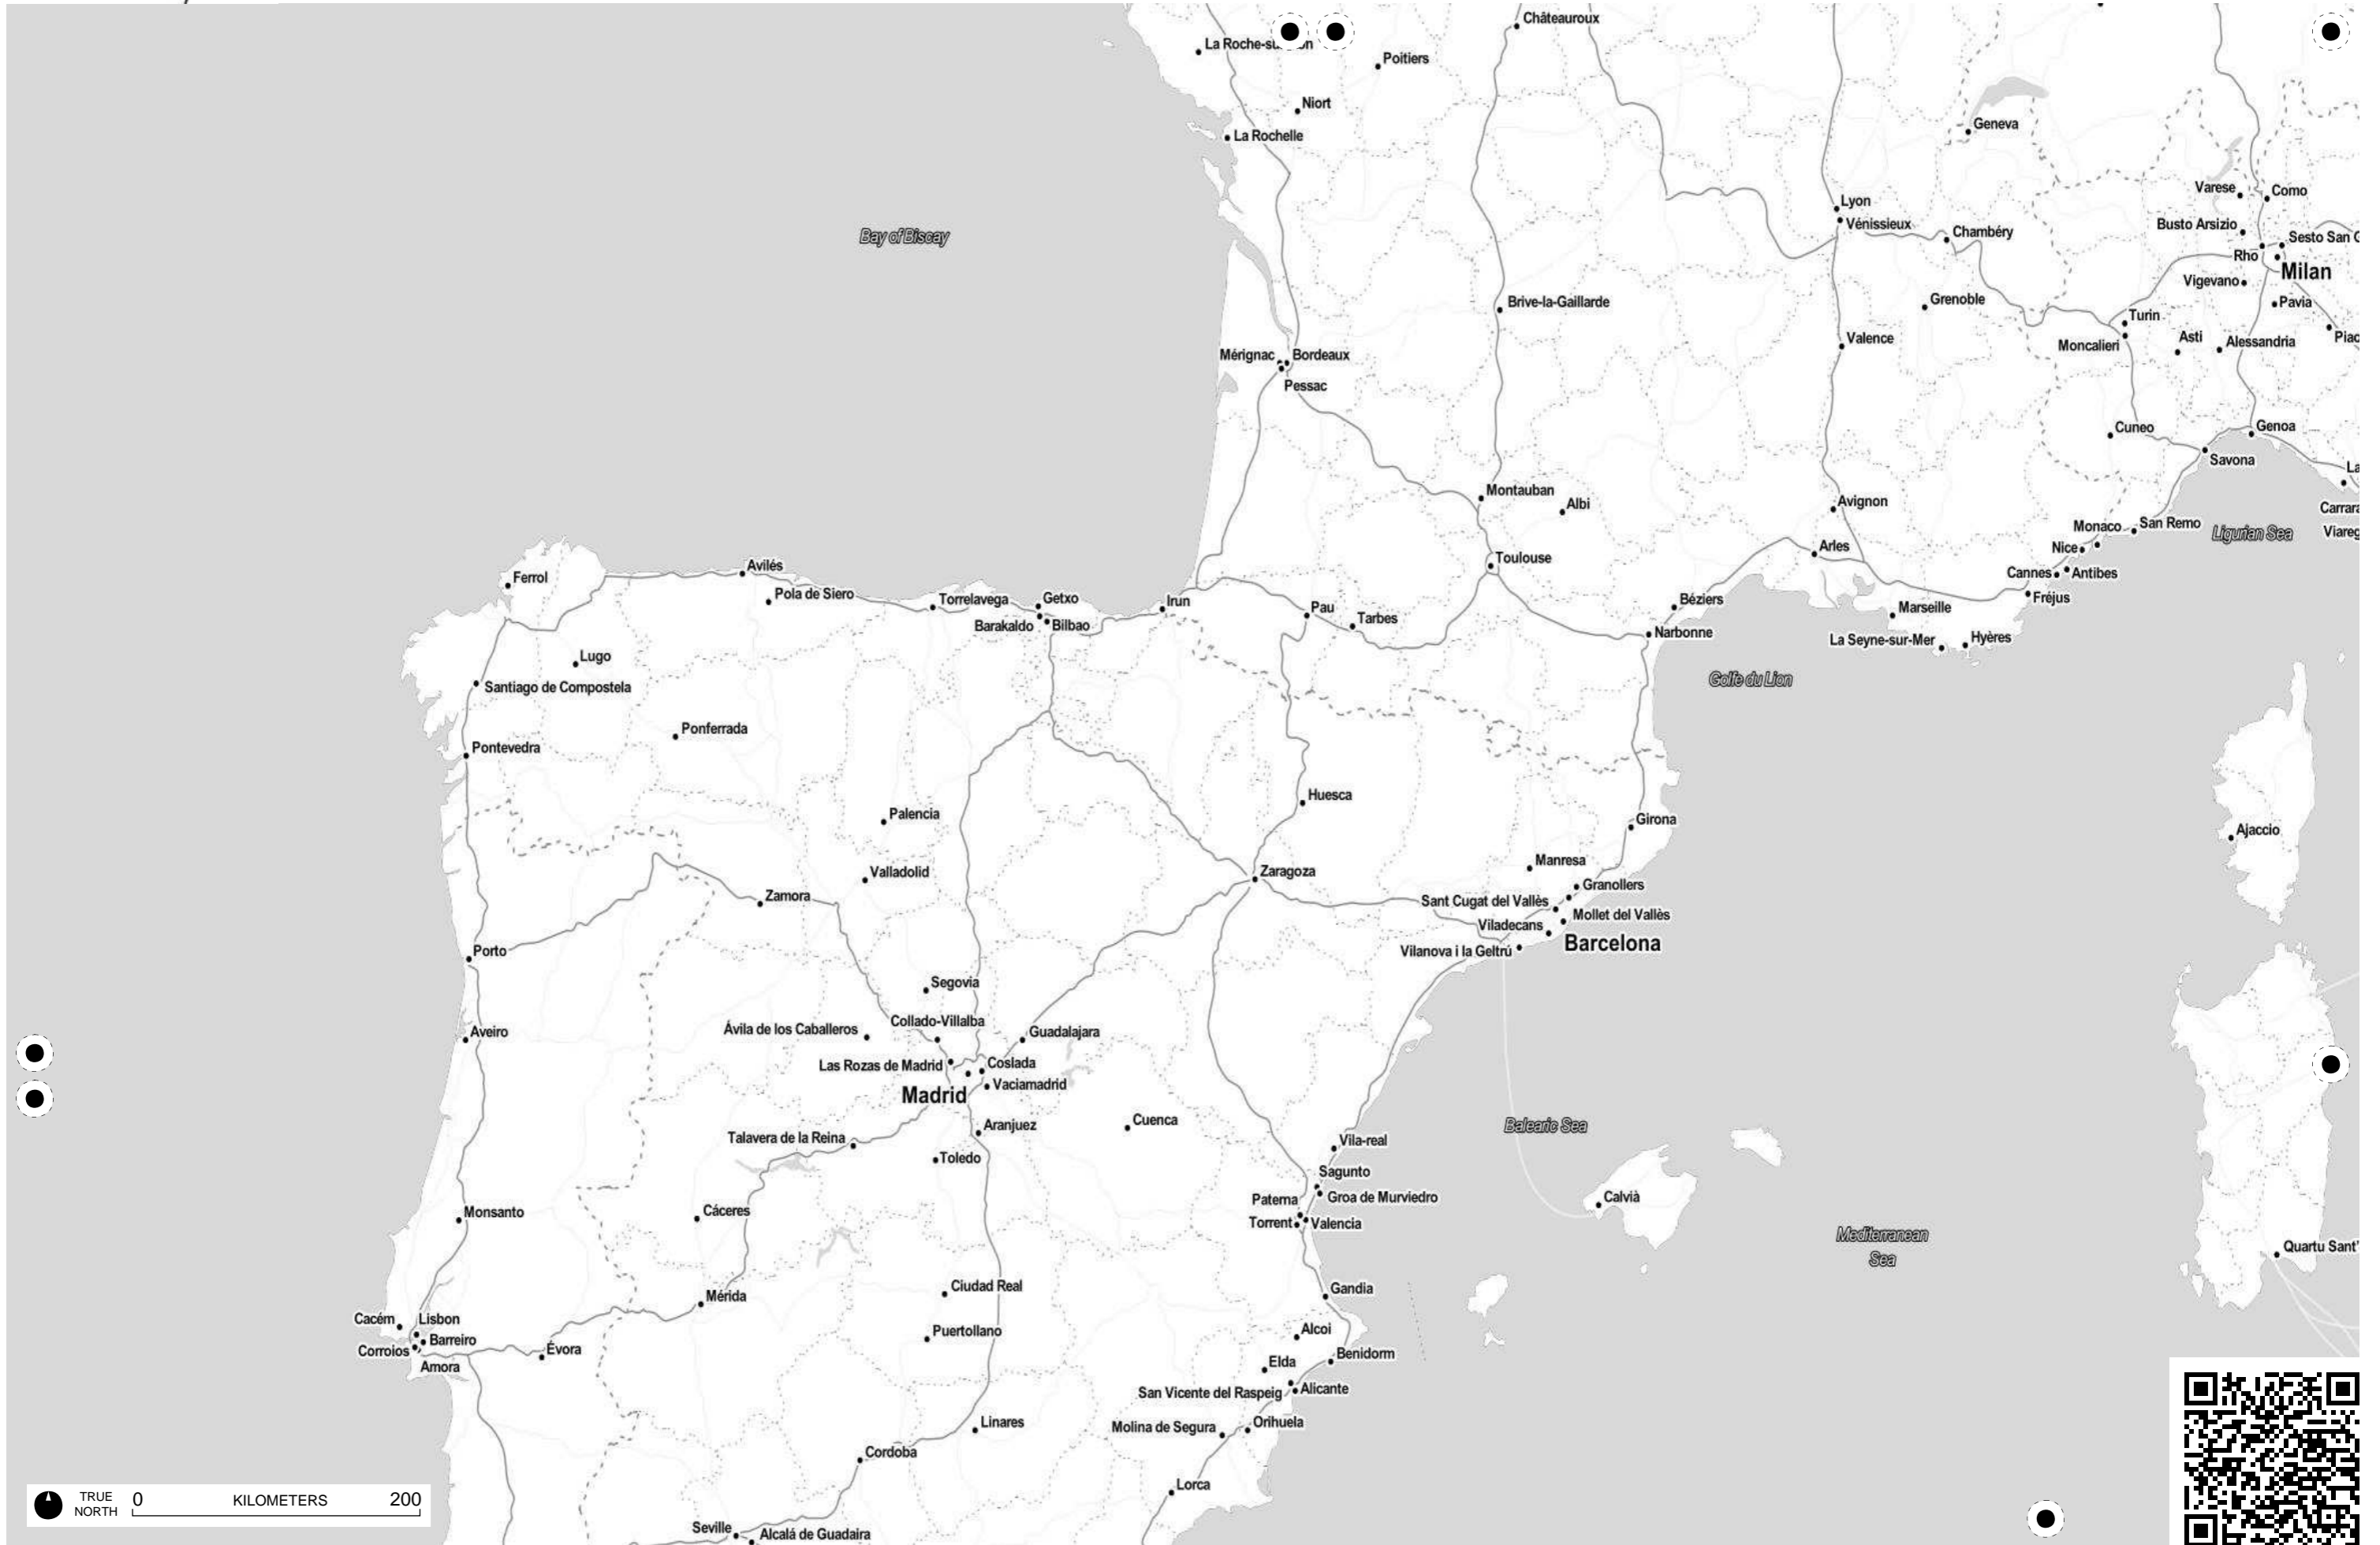 Châteauroux
Poitiers
Niort
La Rochelle
Geneva
Varese
Como
Lyon
Vénissieux
Chambéry
Busto Arsizio
Bay of Biscay
Sesto San
Rho
Milan
Vigevano
Brive-la-Gaillarde
Grenoble
Pavia
Turin
Valence
Moncalieri
Asti
Alessandria
Mérignac
Bordeaux
Pessac
Cuneo
Genoa
Savona
Montauban
Albi
Avignon
Carrara
Monaco
San Remo
Ligurian Sea
Nice
Arles
Toulouse
Avilés
Ferrol
Cannes
Antibes
Pola de Siero
Torrelavega
Getxo
Irun
Béziers
Fréjus
Pau
Tarbes
Marseille
Barakaldo
Bilbao
Narbonne
La Seyne-sur-Mer
Hyères
Lugo
Santiago de Compostela
Golfe du Lion
Ponferrada
Pontevedra
Huesca
Palencia
Girona
Ajaccio
Manresa
Valladolid
Zaragoza
Granollers
Zamora
Sant Cugat del Vallès
Mollet del Vallès
Viladecans
Barcelona
Porto
Vilanova i la Geltrú
Segovia
Collado-Villalba
Aveiro
Ávila de los Caballeros
Guadalajara
Las Rozas de Madrid
Coslada
Vaciamadrid
Madrid
Aranjuez
Cuenca
Balearic Sea
Talavera de la Reina
Vila-real
Toledo
Sagunto
Paterna
Groa de Murviedro
Calvià
Monsanto
Cáceres
Torrent
Valencia
Mediterranean
Sea
Quartu Sant'
Ciudad Real
Gandia
Mérida
Cacém
Lisbon
Barreiro
Puertollano
Alcoi
Corroios
Évora
Benidorm
Amora
Elda
San Vicente del Raspeig
Alicante
Linares
Molina de Segura
Orihuela
Cordoba
Lorca
TRUE
NORTH
0 KILOMETERS 200
Seville
Alcalá de Guadaira